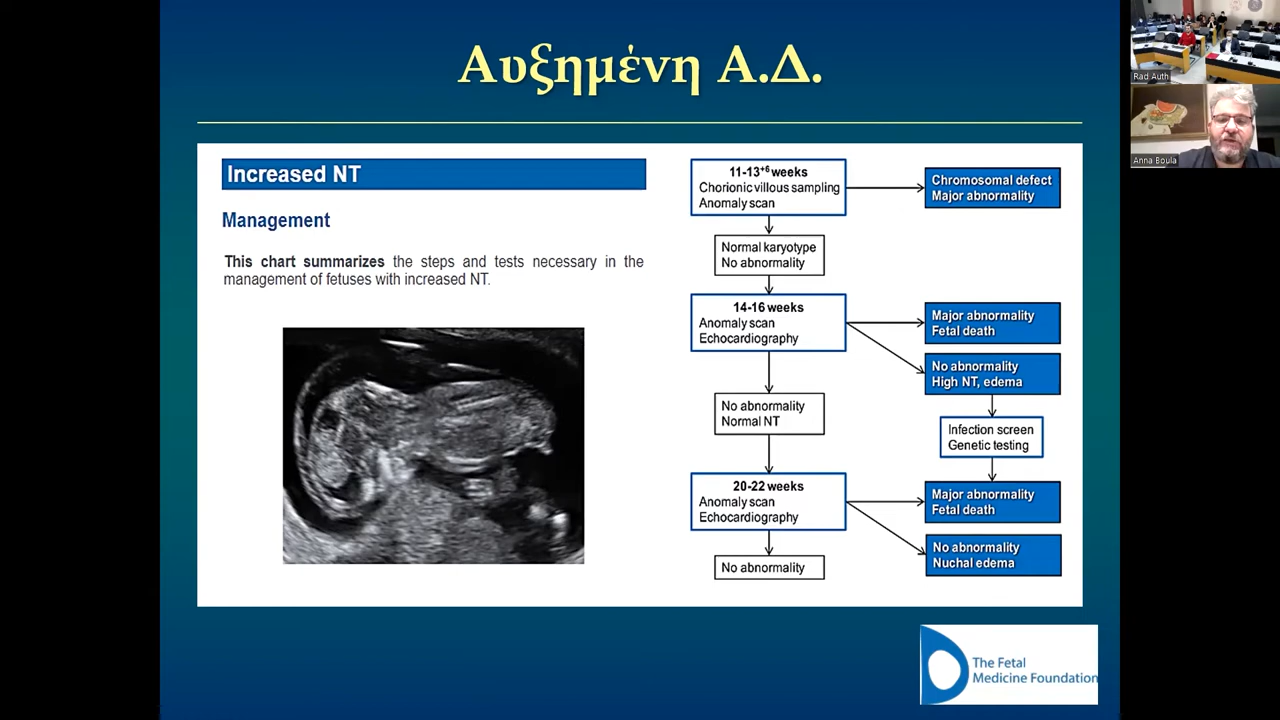 Αυξημένη Α.Δ.
Increased NT
Management
This chart summarizes the steps and tests necessary in the
management of fetuses with increased NT.
11-13+6 weeks
Chorionic villous sampling
Anomaly scan
Chromosomal defect
Major abnormality
Normal karyotype
No abnormality
14-16 weeks
Anomaly scan
Echocardiography
Major abnormality
Fetal death
No abnormality
High NT, edema
No abnormality
Normal NT
Infection screen
Genetic testing
20-22 weeks
Anomaly scan
Echocardiography
Major abnormality
Fetal death
No abnormality
Nuchal edema
No abnormality
The Fetal
Medicine Foundation
Rad Auth
Anna Boula